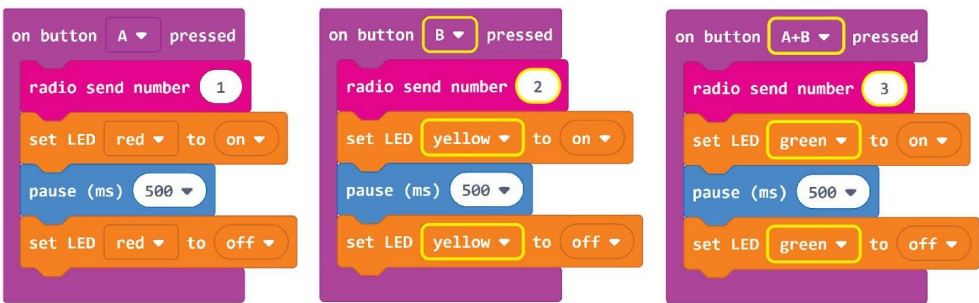 on button A pressed
radio send number 1
set LED red to on
pause (ms) 500
set LED red to off
on button B pressed
radio send number 2
set LED yellow to on
pause (ms) 500
set LED yellow to off
on button A+B pressed
radio send number 3
set LED green to on
pause (ms) 500
set LED green to off